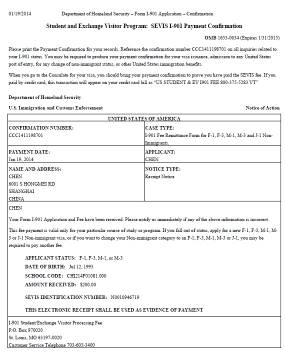 01/19/2014 Department of Homeland Security - Form I-901 Application - Confirmation
Student and Exchange Visitor Program: SEVIS I-901 Payment Confirmation
OMB 1653-0034 (Expires 1/31/2015)
Please print the Payment Confirmation for your records. Reference the confirmation number CCC1411198701 on all inquiries related
to your I-901 status. You may be required to produce your payment confirmation for your visa issuance, admission to any United States port
of entry, for any change of non-immigrant status, or other United States immigration benefits.
When you go to the Consulate for your visa, you should bring your payment confirmation to prove you have paid the SEVIS fee. If you
paid by credit card, this transaction will appear on your credit card bill as "US STUDENT & EV I901 FEE
Department of Homeland Security
U.S. Immigration and Customs Enforcement Notice of Action
UNITED STATES OF AMERICA
CONFIRMATION NUMBER: CASE TYPE:
CCC1411198701 I-901 Fee Remittance Form for F-1, F-3, M-1, M-3 and J-1 Non-
Immigrants
PAYMENT DATE: APPLICANT:
Jan 19, 2014 CHEN
NAME AND ADDRESS: NOTICE TYPE:
CHEN Receipt Notice
S HONGMEI RD
SHANGHAI
CHINA
CHEN
Your Form I-901 Application and Fee have been received. Please notify us immediately if any of the above information is incorrect.
This fee payment is valid only for your particular course of study or program. If you fall out of status, apply for a new F-1, F-3, M-1, M-
3 or J-1 Non-immigrant visa, or if you want to change your Non-immigrant category to an F-1, F-3, M-1, M-3 or J-1, you may be
required to pay another fee.
APPLICANT STATUS: F-1, F-3, M-1, or M-3
DATE OF BIRTH: Jul 12, 1993
SCHOOL CODE: CHI214F01081.000
AMOUNT RECEIVED: $200.00
SEVIS IDENTIFICATION NUMBER: N0010946719
THIS ELECTRONIC RECEIPT SHALL BE USED AS EVIDENCE OF PAYMENT
I-901 Student/Exchange Visitor Processing Fee
P.O. Box 970020
St. Louis, MO 63197-0020
Customer Service Telephone 703-603-3400